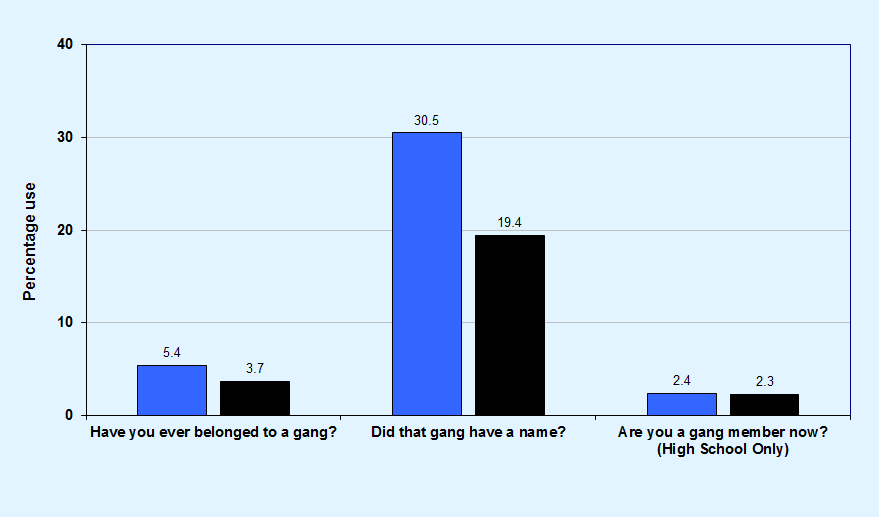 40
30
20
10
0
Percentage use
5.4
3.7
30.5
19.4
2.4
2.3
Have you ever belonged to a gang?
Did that gang have a name?
Are you a gang member now?
(High School Only)